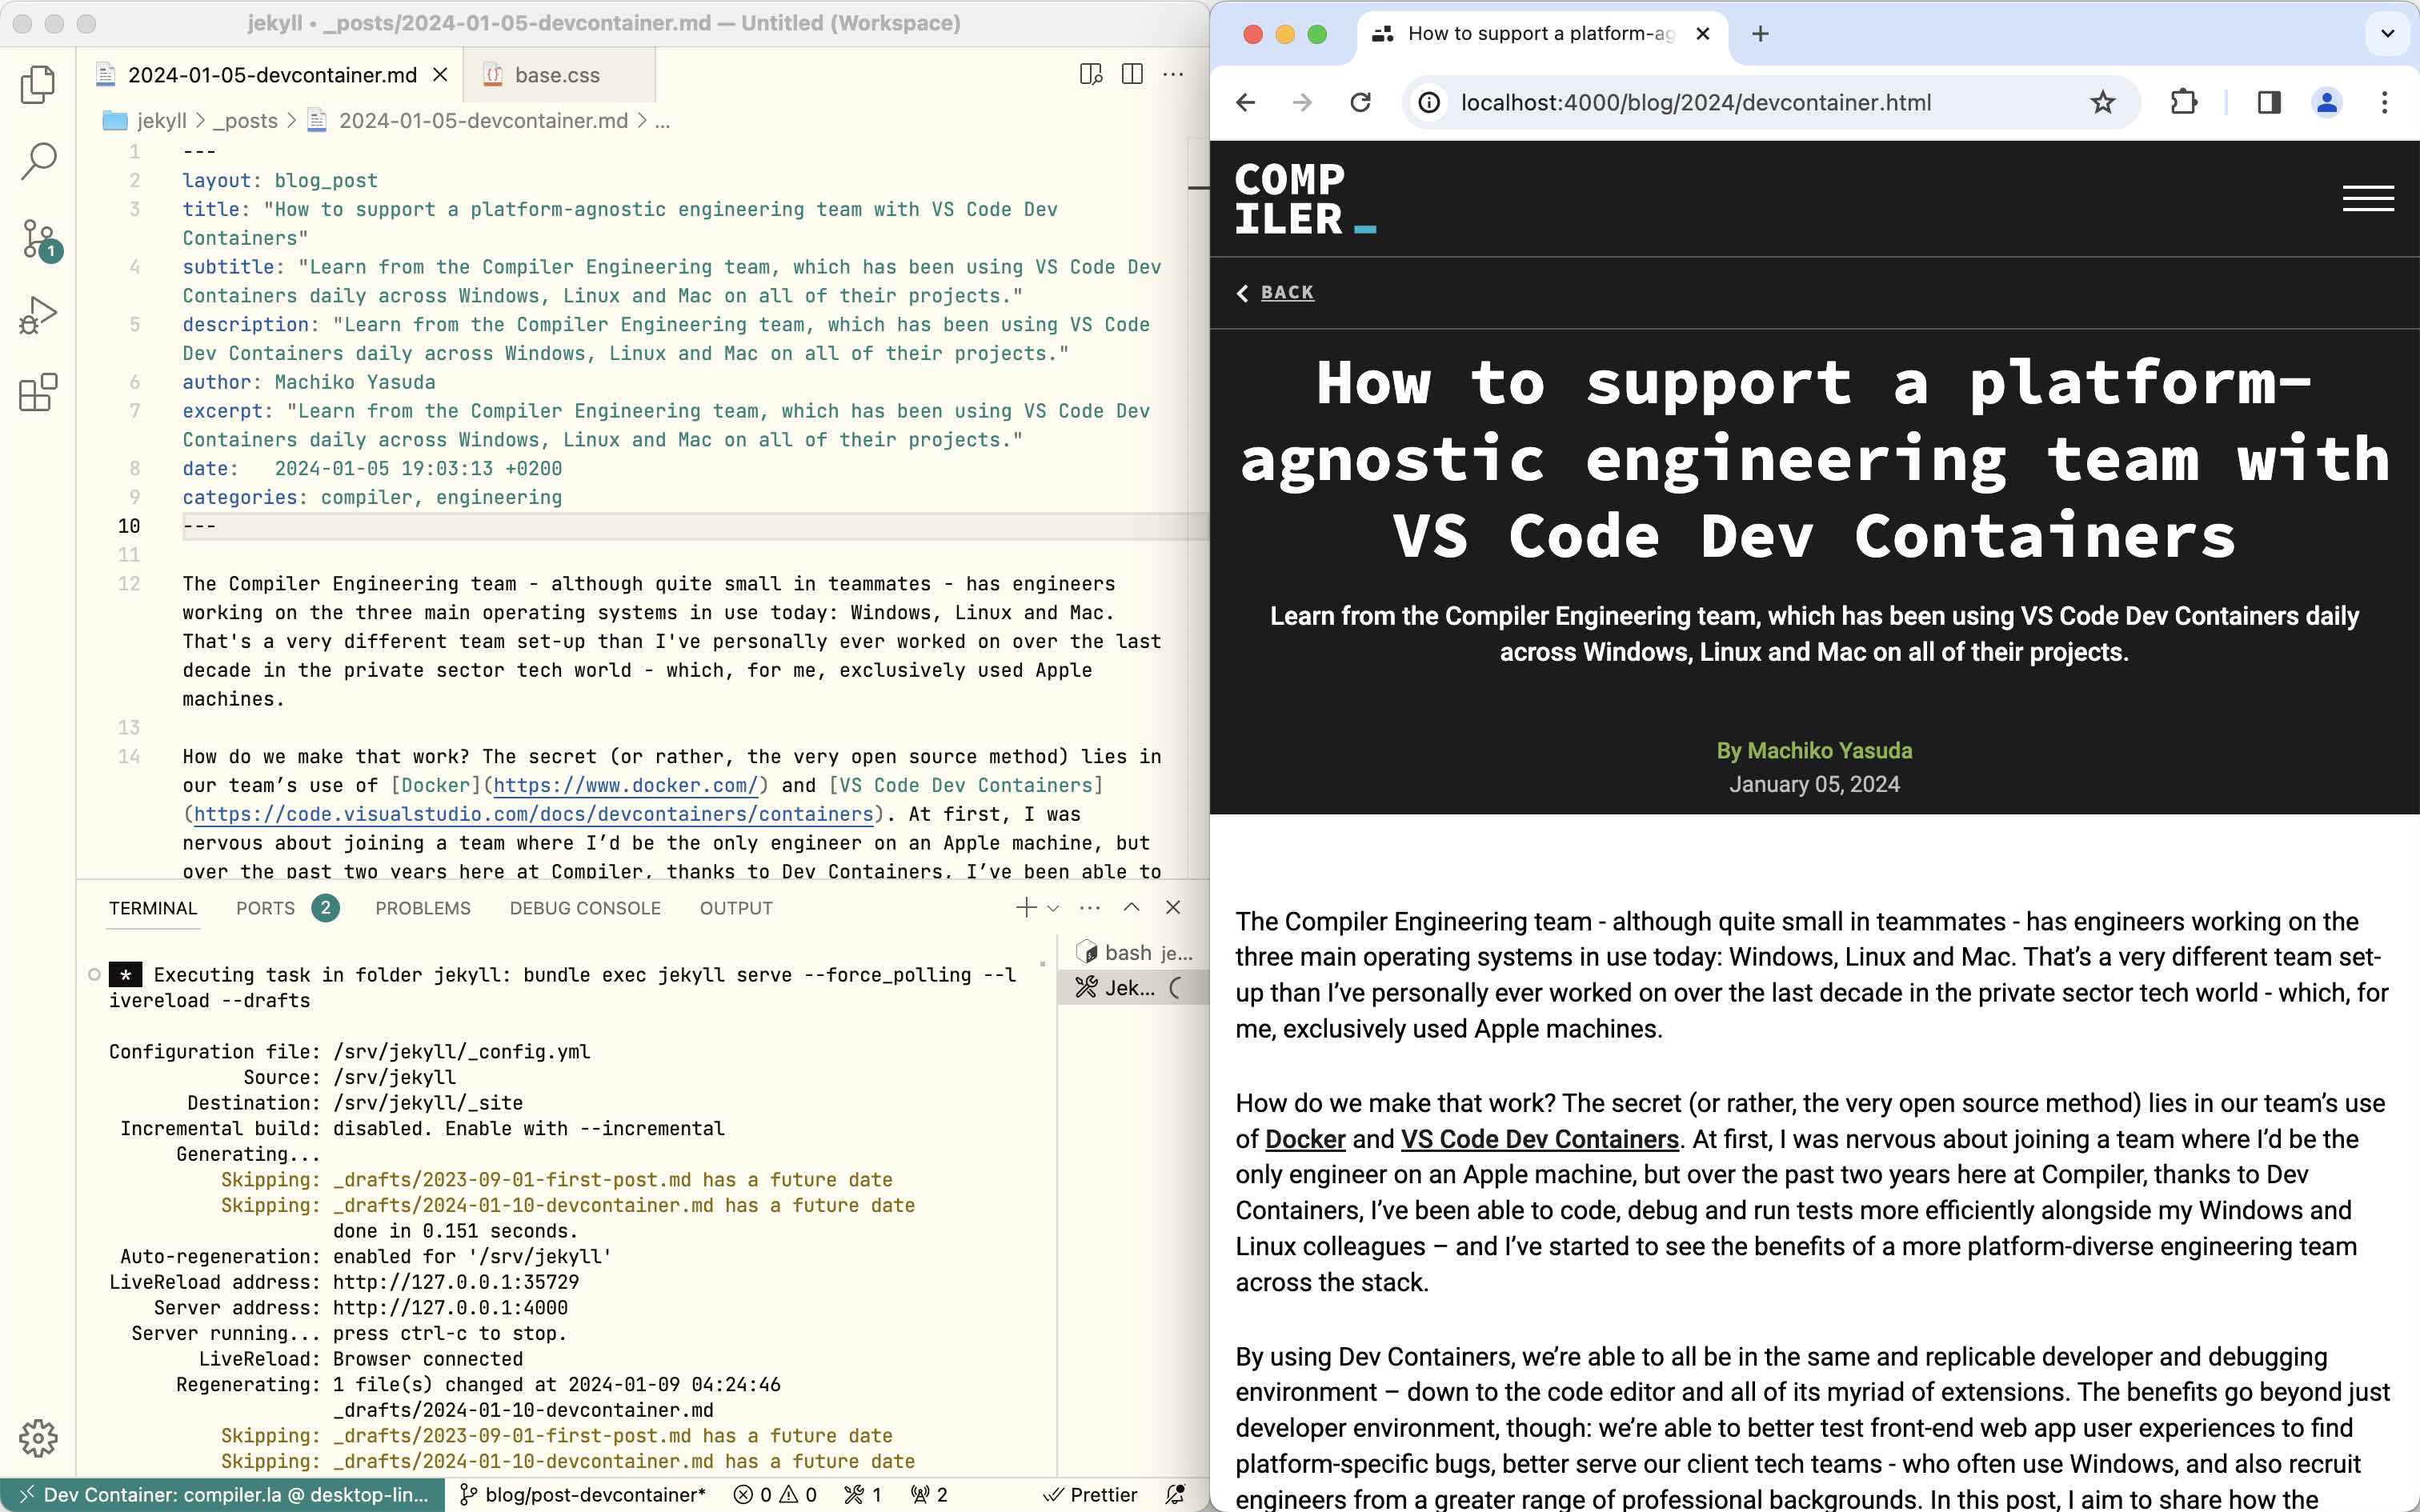 jekyll • _posts/2024-01-05-devcontainer.md — Untitled (Workspace)
2024-01-05-devcontainer.md
base.css
jekyll > _posts > 2024-01-05-devcontainer.md > ...
1 ---
2 layout: blog_post
3 title: "How to support a platform-agnostic engineering team with VS Code Dev
Containers"
4 subtitle: "Learn from the Compiler Engineering team, which has been using VS Code Dev
Containers daily across Windows, Linux and Mac on all of their projects."
5 description: "Learn from the Compiler Engineering team, which has been using VS Code
Dev Containers daily across Windows, Linux and Mac on all of their projects."
6 author: Machiko Yasuda
7 excerpt: "Learn from the Compiler Engineering team, which has been using VS Code Dev
Containers daily across Windows, Linux and Mac on all of their projects."
8 date:   2024-01-05 19:03:13 +0200
9 categories: compiler, engineering
10 ---
11
12 The Compiler Engineering team - although quite small in teammates - has engineers
working on the three main operating systems in use today: Windows, Linux and Mac.
That's a very different team set-up than I've personally ever worked on over the last
decade in the private sector tech world - which, for me, exclusively used Apple
machines.
13
14 How do we make that work? The secret (or rather, the very open source method) lies in
our team’s use of [Docker](https://www.docker.com/) and [VS Code Dev Containers]
(https://code.visualstudio.com/docs/devcontainers/containers). At first, I was
nervous about joining a team where I’d be the only engineer on an Apple machine, but
over the past two years here at Compiler, thanks to Dev Containers, I’ve been able to
1
TERMINAL PORTS 2 PROBLEMS DEBUG CONSOLE OUTPUT
bash je...
Jek...
* Executing task in folder jekyll: bundle exec jekyll serve --force_polling --l
ivereload --drafts
Configuration file: /srv/jekyll/_config.yml
Source: /srv/jekyll
Destination: /srv/jekyll/_site
Incremental build: disabled. Enable with --incremental
Generating...
Skipping: _drafts/2023-09-01-first-post.md has a future date
Skipping: _drafts/2024-01-10-devcontainer.md has a future date
done in 0.151 seconds.
Auto-regeneration: enabled for '/srv/jekyll'
LiveReload address: http://127.0.0.1:35729
Server address: http://127.0.0.1:4000
Server running... press ctrl-c to stop.
LiveReload: Browser connected
Regenerating: 1 file(s) changed at 2024-01-09 04:24:46
_drafts/2024-01-10-devcontainer.md
Skipping: _drafts/2023-09-01-first-post.md has a future date
Skipping: _drafts/2024-01-10-devcontainer.md has a future date
Dev Container: compiler.la @ desktop-lin... blog/post-devcontainer* 0 0 1 2 Prettier
How to support a platform-ag
localhost:4000/blog/2024/devcontainer.html
COMP
ILER_
BACK
How to support a platform-
agnostic engineering team with
VS Code Dev Containers
Learn from the Compiler Engineering team, which has been using VS Code Dev Containers daily
across Windows, Linux and Mac on all of their projects.
By Machiko Yasuda
January 05, 2024
The Compiler Engineering team - although quite small in teammates - has engineers working on the
three main operating systems in use today: Windows, Linux and Mac. That’s a very different team set-
up than I’ve personally ever worked on over the last decade in the private sector tech world - which, for
me, exclusively used Apple machines.
How do we make that work? The secret (or rather, the very open source method) lies in our team’s use
of Docker and VS Code Dev Containers. At first, I was nervous about joining a team where I’d be the
only engineer on an Apple machine, but over the past two years here at Compiler, thanks to Dev
Containers, I’ve been able to code, debug and run tests more efficiently alongside my Windows and
Linux colleagues – and I’ve started to see the benefits of a more platform-diverse engineering team
across the stack.
By using Dev Containers, we’re able to all be in the same and replicable developer and debugging
environment – down to the code editor and all of its myriad of extensions. The benefits go beyond just
developer environment, though: we’re able to better test front-end web app user experiences to find
platform-specific bugs, better serve our client tech teams - who often use Windows, and also recruit
engineers from a greater range of professional backgrounds. In this post, I aim to share how the